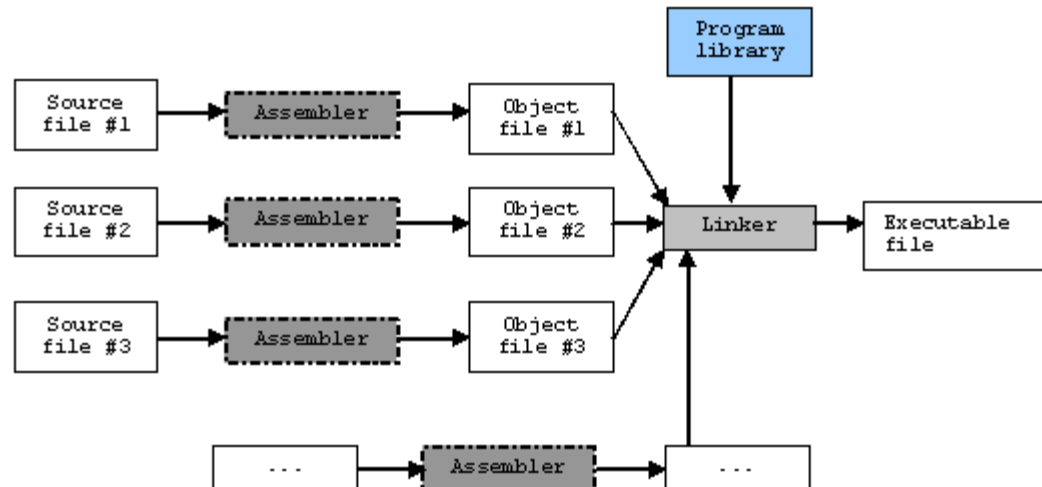 Program
library
Source
file #1
Assembler
Object
file #1
Source
file #2
Assembler
Object
file #2
Linker
Executable
file
Source
file #3
Assembler
Object
file #3
...
Assembler
...